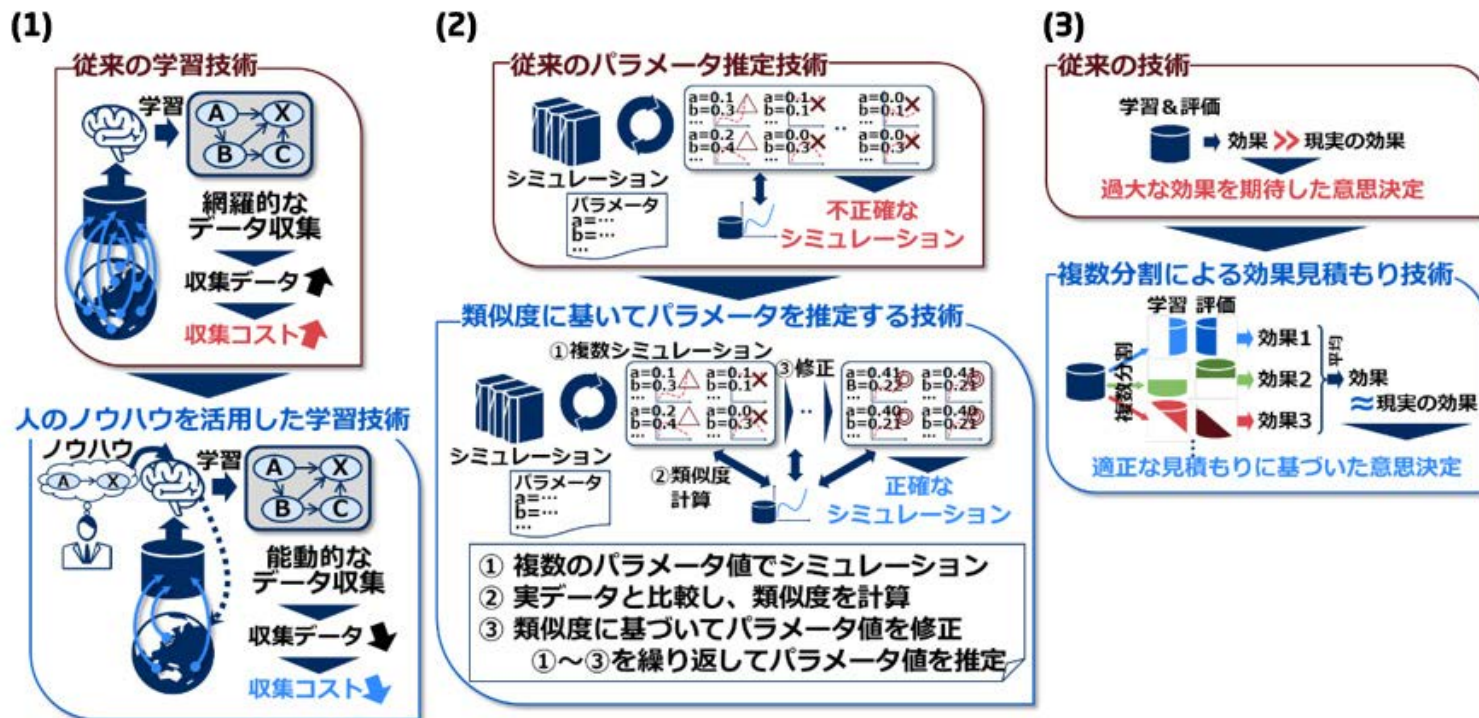 (1)
従来の学習技術
学習
A
X
B
C
網羅的な
データ収集
収集データ
収集コスト
人のノウハウを活用した学習技術
ノウハウ
A
X
学習
A
X
B
C
能動的な
データ収集
収集データ
収集コスト
(2)
従来のパラメータ推定技術
a=0.1
b=0.3
...
a=0.1
b=0.1
...
a=0.0
b=0.1
...
a=0.2
b=0.4
...
a=0.0
b=0.3
...
a=0.0
b=0.3
...
シミュレーション
パラメータ
a=…
b=…
...
不正確な
シミュレーション
類似度に基いてパラメータを推定する技術
①複数シミュレーション
③修正
a=0.1
b=0.3
...
a=0.1
b=0.1
...
a=0.2
b=0.4
...
a=0.0
b=0.3
...
a=0.41
B=0.22
...
a=0.41
b=0.21
...
a=0.40
b=0.21
...
a=0.40
b=0.21
...
シミュレーション
パラメータ
a=…
b=…
...
②類似度
計算
正確な
シミュレーション
① 複数のパラメータ値でシミュレーション
② 実データと比較し、類似度を計算
③ 類似度に基づいてパラメータ値を修正
①～③を繰り返してパラメータ値を推定
(3)
従来の技術
学習&評価
効果 >> 現実の効果
過大な効果を期待した意思決定
複数分割による効果見積もり技術
学習 評価
複数分割
効果1
効果2
効果3
平均
効果
≈現実の効果
適正な見積もりに基づいた意思決定